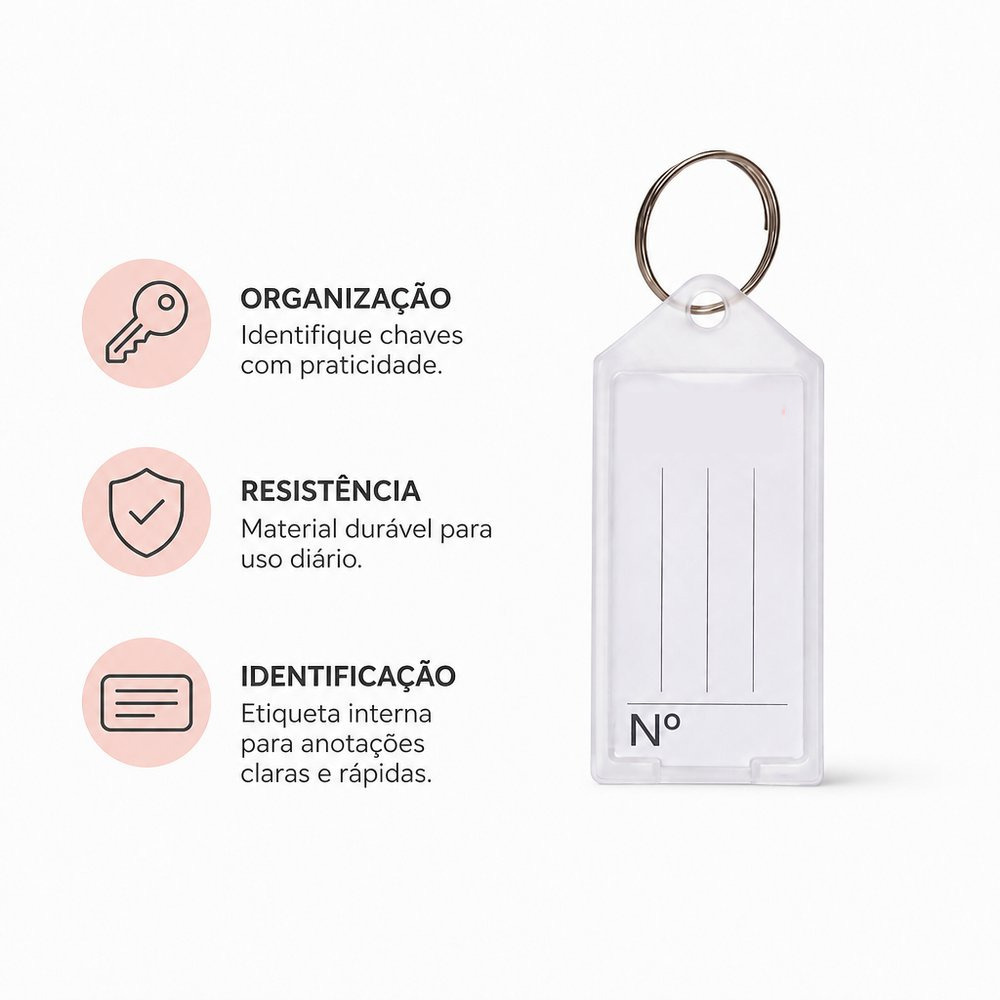 ORGANIZAÇÃO
Identifique chaves
com praticidade.
RESISTÊNCIA
Material durável para
uso diário.
IDENTIFICAÇÃO
Etiqueta interna
para anotações
claras e rápidas.
Nº